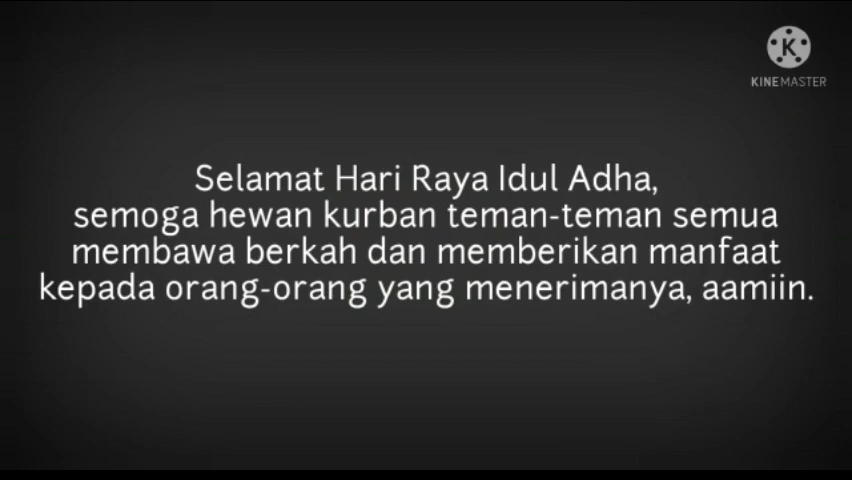 K
KINEMASTER
Selamat Hari Raya Idul Adha,
semoga hewan kurban teman-teman semua
membawa berkah dan memberikan manfaat
kepada orang-orang yang menerimanya, aamiin.